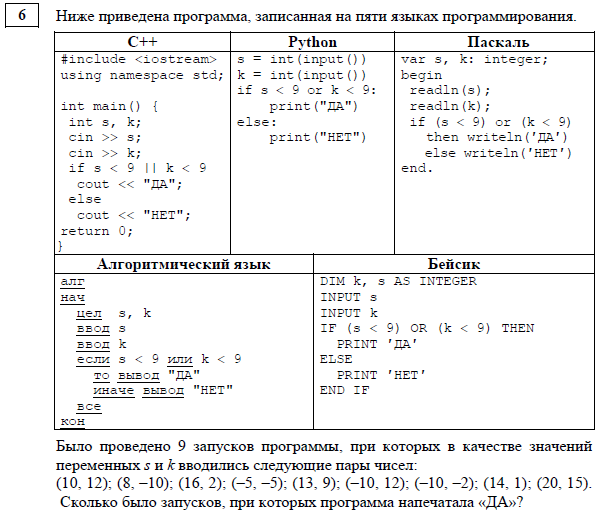 6
Ниже приведена программа, записанная на пяти языках программирования.
C++
#include <iostream>
using namespace std;
int main() {
int s, k;
cin >> s;
cin >> k;
if s < 9 || k < 9
cout << "ДА";
else
cout << "НЕТ";
return 0;
}
Python
s = int(input())
k = int(input())
if s < 9 or k < 9:
print("ДА")
else:
print("НЕТ")
Паскаль
var s, k: integer;
begin
readln(s);
readln(k);
if (s < 9) or (k < 9)
then writeln('ДА')
else writeln('НЕТ')
end.
Алгоритмический язык
алг
нач
цел s, k
ввод s
ввод k
если s < 9 или k < 9
то вывод "ДА"
иначе вывод "НЕТ"
все
кон
Бейсик
DIM k, s AS INTEGER
INPUT s
INPUT k
IF (s < 9) OR (k < 9) THEN
PRINT 'ДА'
ELSE
PRINT 'НЕТ'
END IF
Было проведено 9 запусков программы, при которых в качестве значений
переменных s и k вводились следующие пары чисел:
(10, 12); (8, –10); (16, 2); (–5, –5); (13, 9); (–10, 12); (–10, –2); (14, 1); (20, 15).
Сколько было запусков, при которых программа напечатала «ДА»?